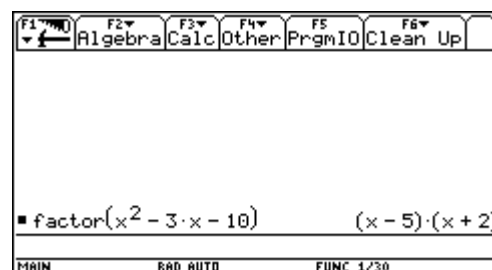 F1▼ F2▼ F3▼ F4▼ F5 F6▼
Algebra Calc Other PrgmIO Clean Up
▪ factor(x² - 3·x - 10) (x - 5)·(x + 2)
MAIN RAD AUTO FUNC 1/30